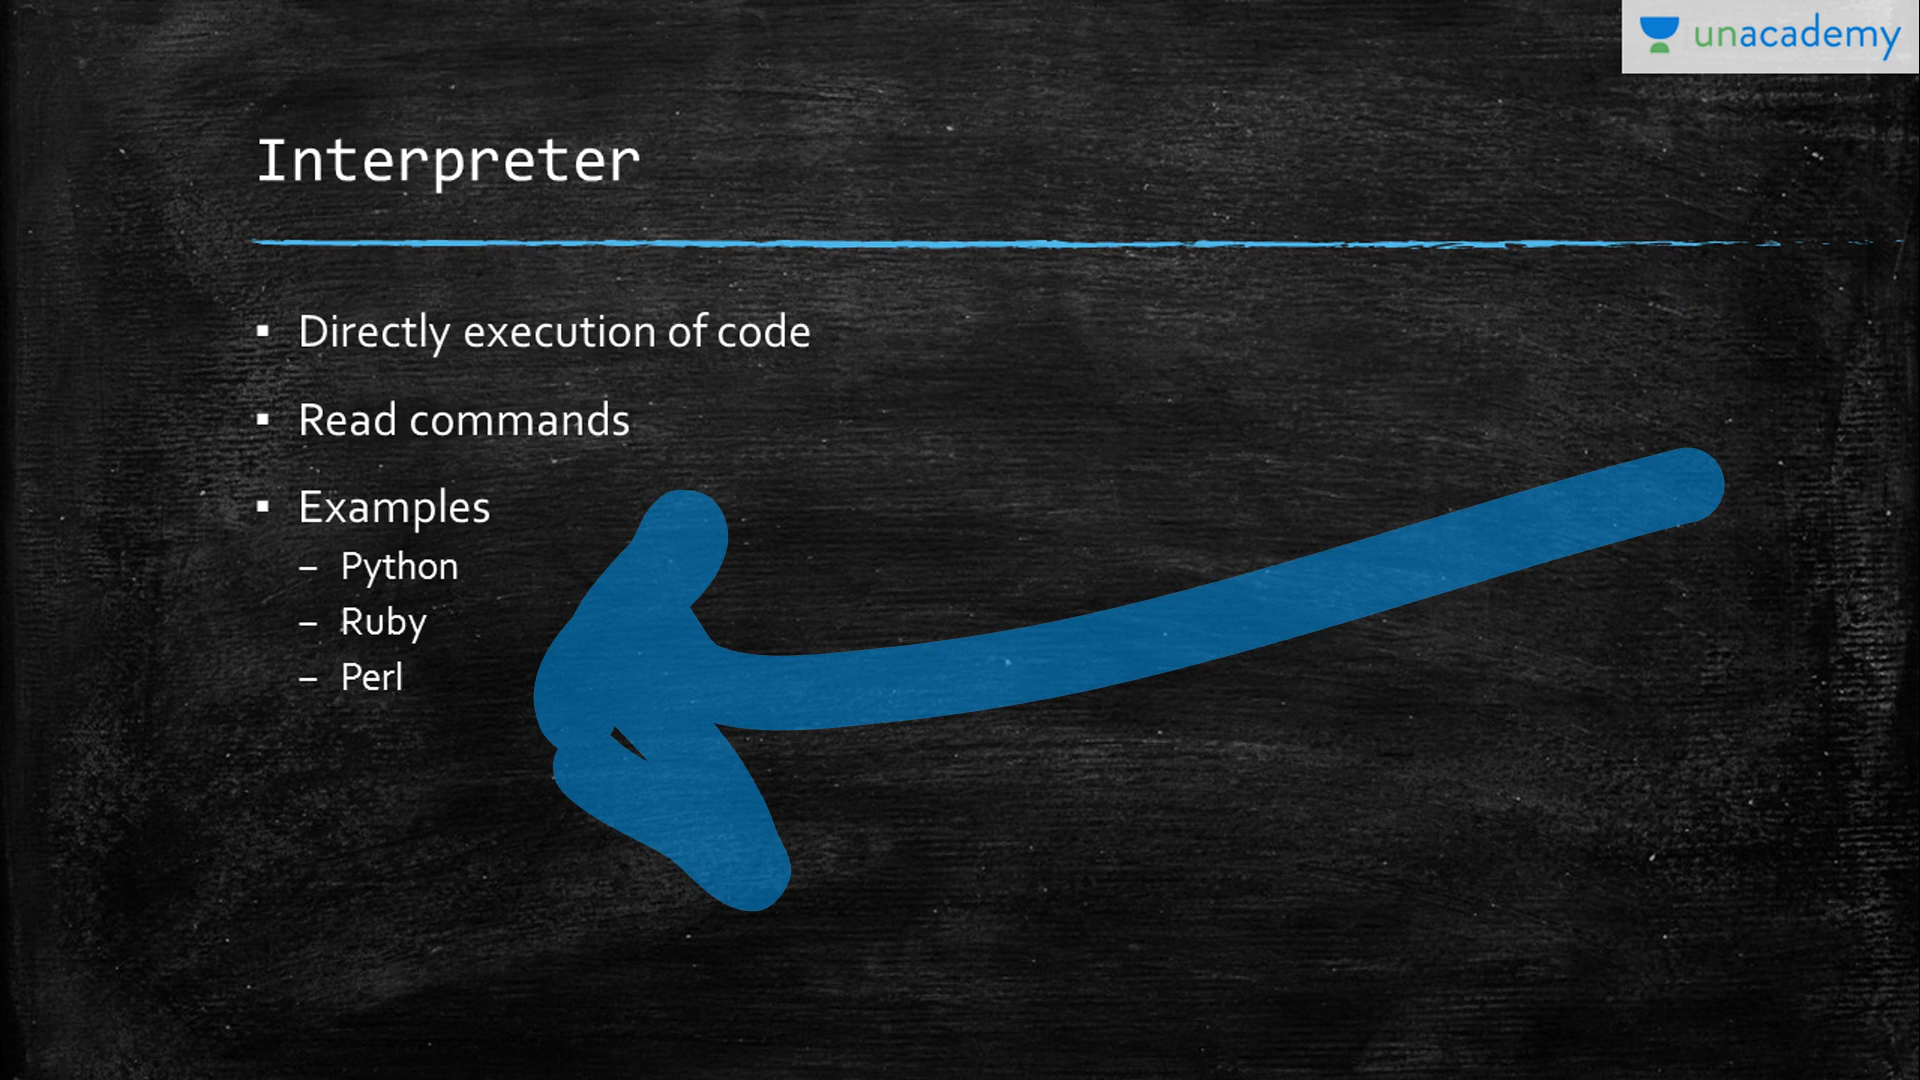 unacademy
Interpreter
▪ Directly execution of code
▪ Read commands
▪ Examples
– Python
– Ruby
– Perl